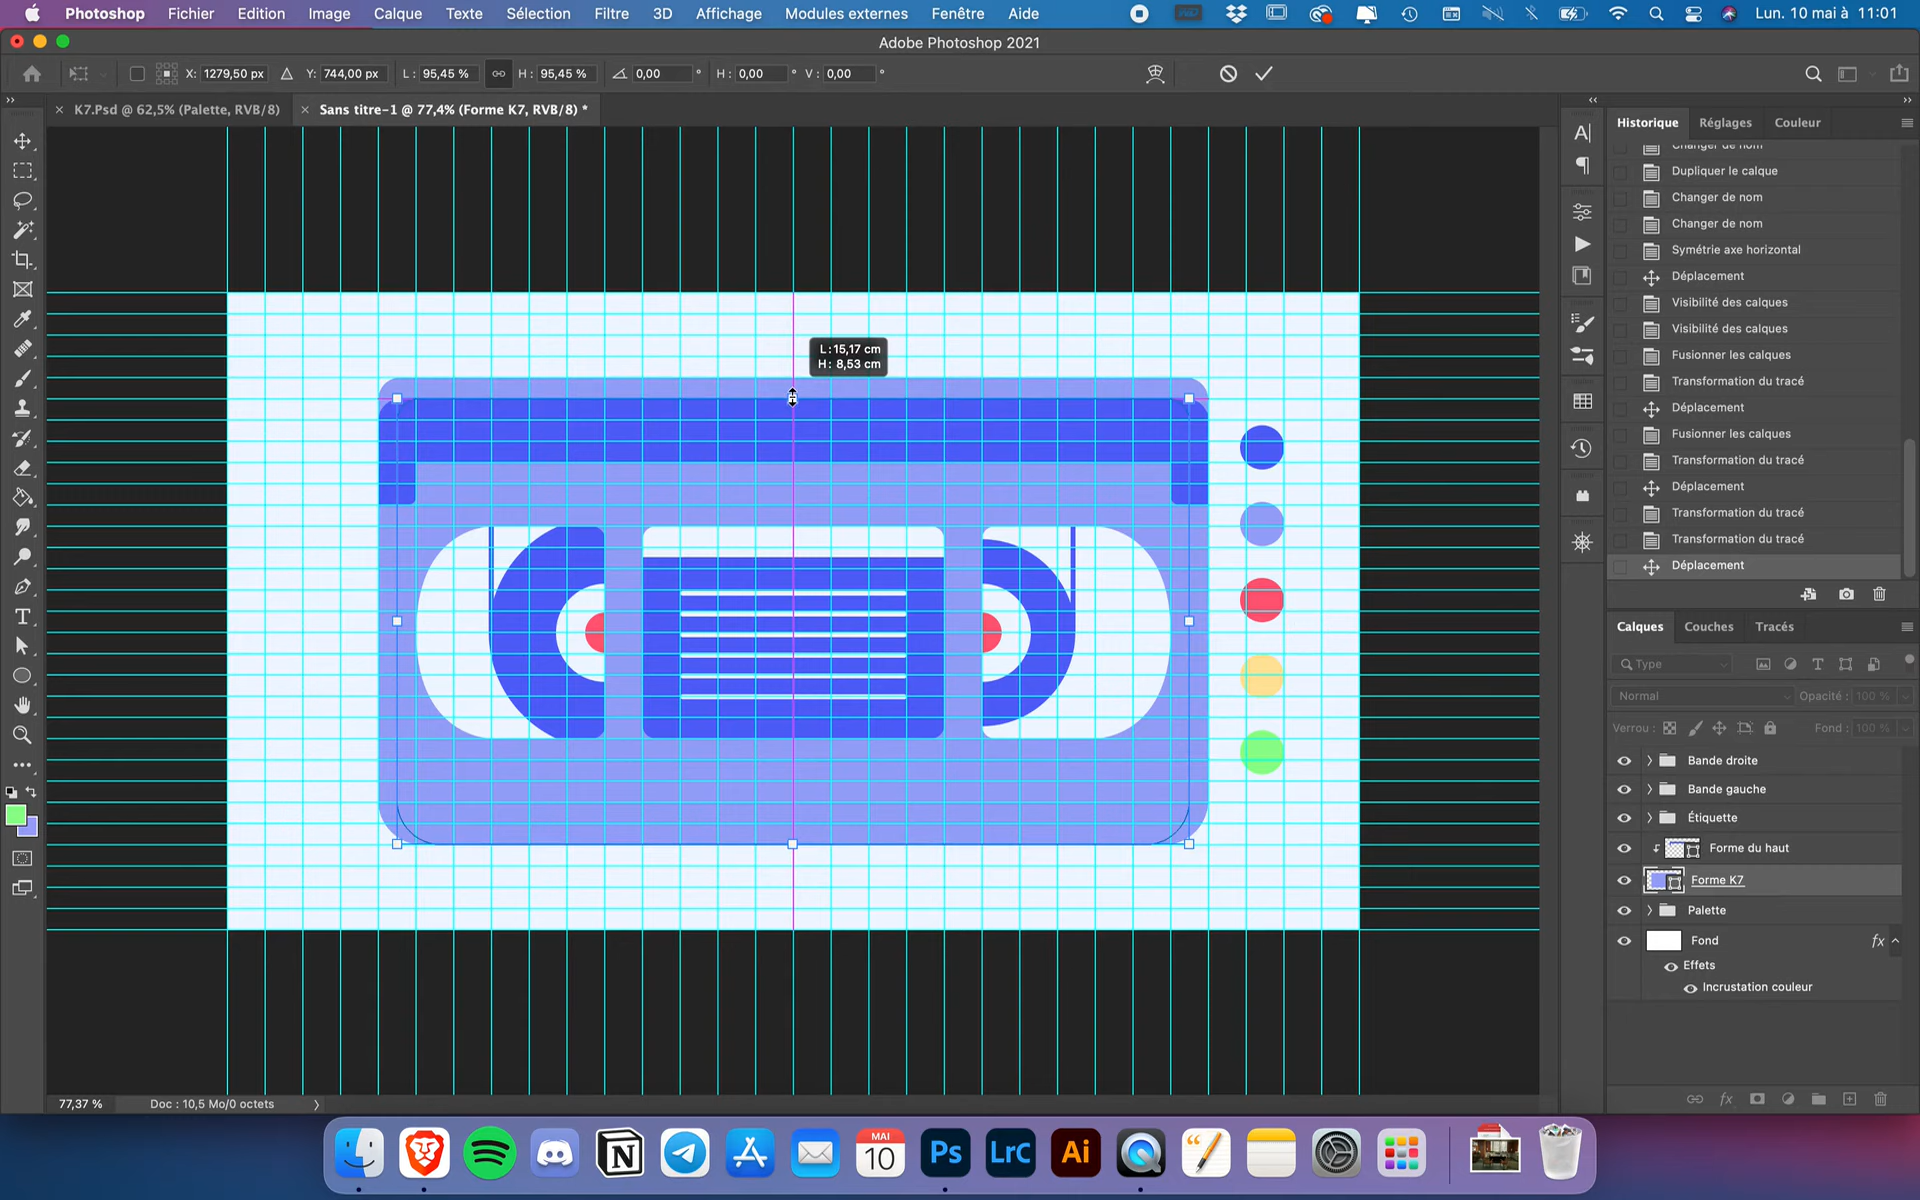 Photoshop Fichier Edition Image Calque Texte Sélection Filtre 3D Affichage Modules externes Fenêtre Aide Lun. 10 mai à 11:01
Adobe Photoshop 2021
X: 1279,50 px Y: 744,00 px L: 95,45 % H: 95,45 % 0,00 ° H: 0,00 ° V: 0,00 °
K7.Psd @ 62,5% (Palette, RVB/8)
Sans titre-1 @ 77,4% (Forme K7, RVB/8) *
Historique Réglages Couleur
Changer de nom
Dupliquer le calque
Changer de nom
Changer de nom
Symétrie axe horizontal
Déplacement
Visibilité des calques
Visibilité des calques
Fusionner les calques
Transformation du tracé
Déplacement
Fusionner les calques
Transformation du tracé
Déplacement
Transformation du tracé
Transformation du tracé
Déplacement
L: 15,17 cm
H: 8,53 cm
Calques Couches Tracés
Type
Normal Opacité : 100 %
Verrou : Fond : 100 %
Bande droite
Bande gauche
Étiquette
Forme du haut
Forme K7
Palette
Fond fx
Effets
Incrustation couleur
fx
77,37 % Doc : 10,5 Mo/0 octets
MAI
10
Ps
LrC
Ai